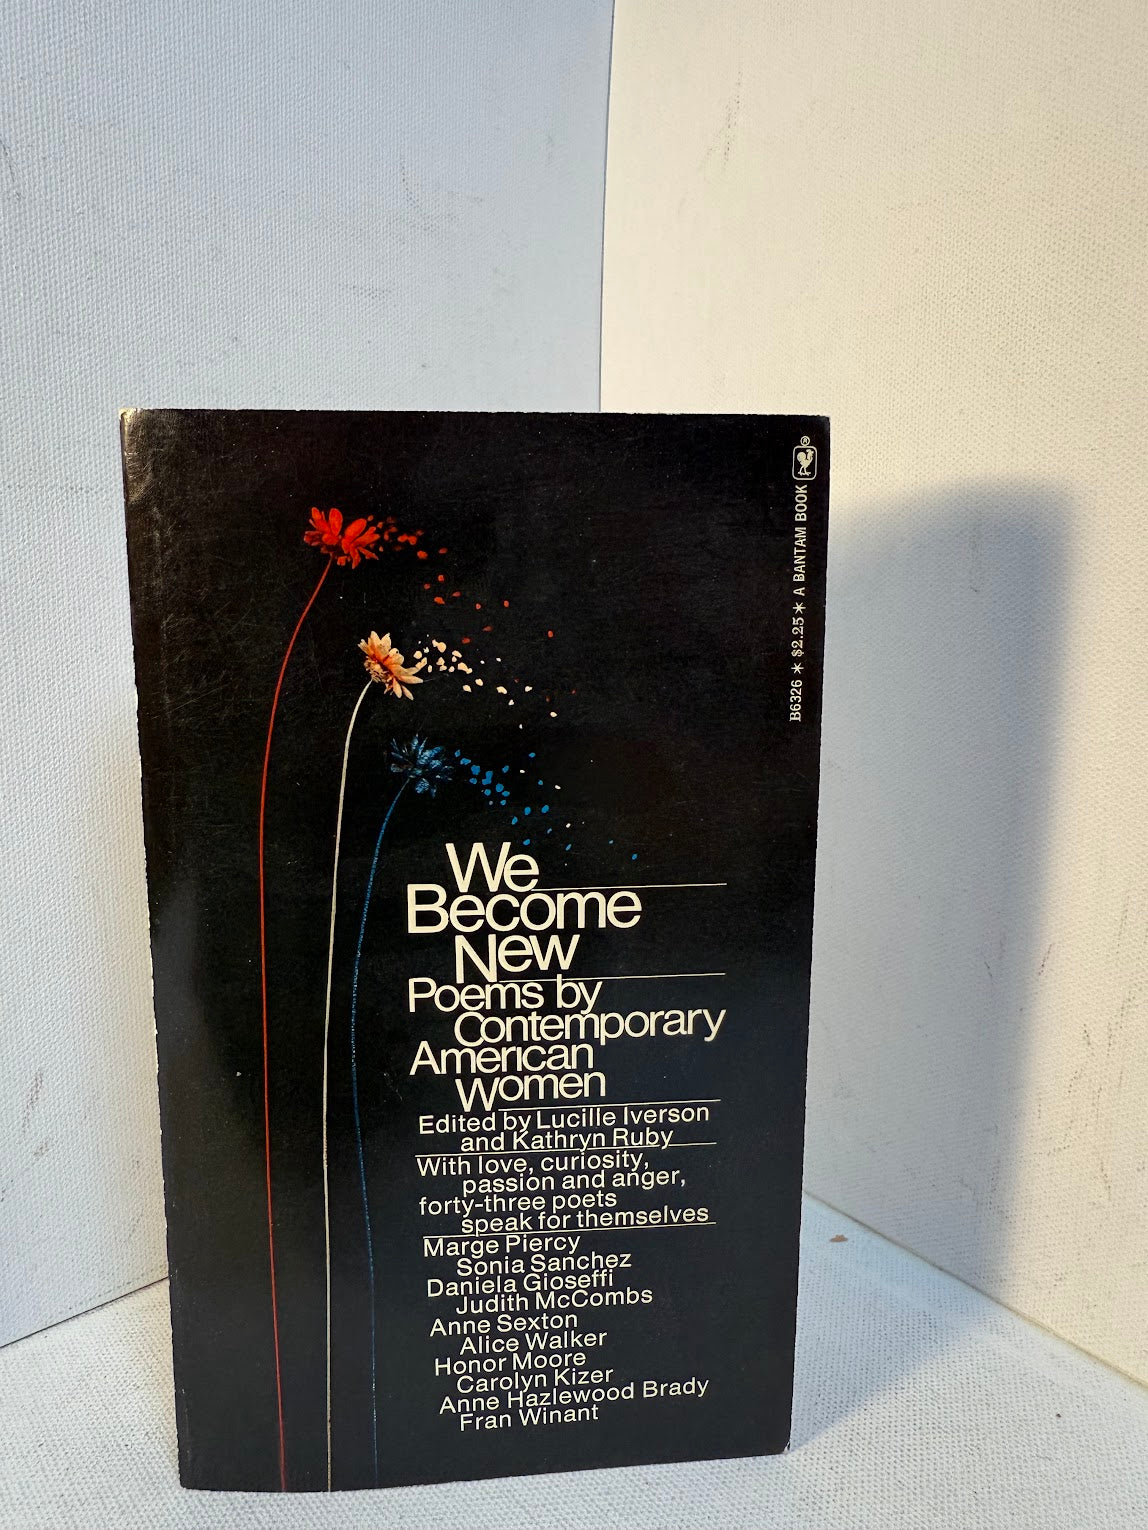 B6326 * $2.25 * A BANTAM BOOK ®
We
Become
New
Poems by
Contemporary
American
Women
Edited by Lucille Iverson
and Kathryn Ruby
With love, curiosity,
passion and anger,
forty-three poets
speak for themselves
Marge Piercy
Sonia Sanchez
Daniela Gioseffi
Judith McCombs
Anne Sexton
Alice Walker
Honor Moore
Carolyn Kizer
Anne Hazlewood Brady
Fran Winant